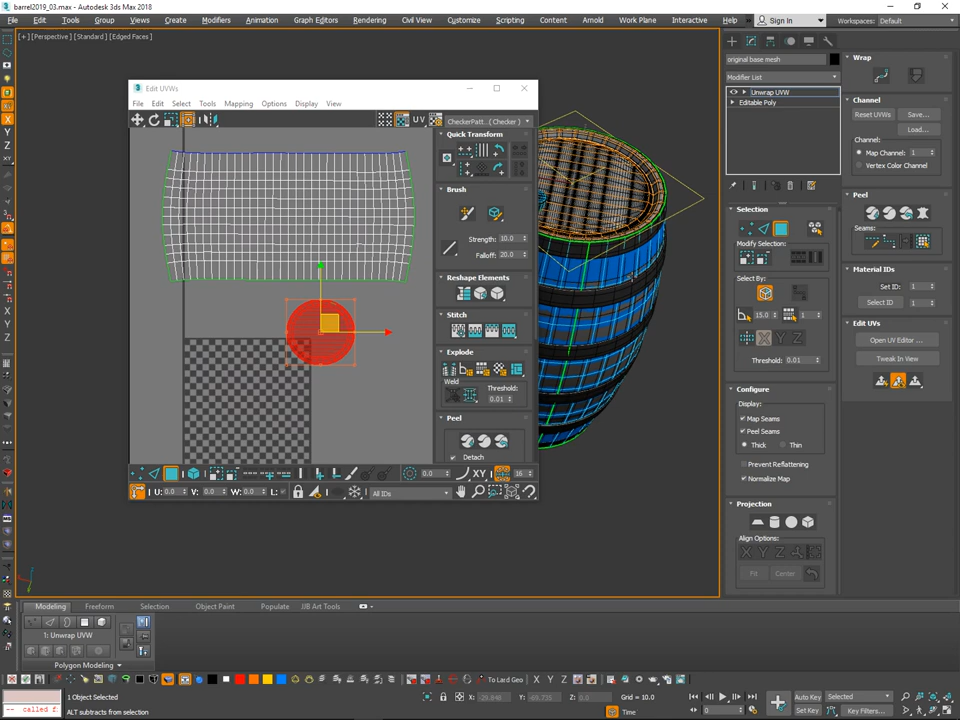 barrel2019_03.max - Autodesk 3ds Max 2018
File Edit Tools Group Views Create Modifiers Animation Graph Editors Rendering Civil View Customize Scripting Content Arnold Work Plane Interactive Help Sign In Workspaces: Default
[+] [Perspective] [Standard] [Edged Faces]
Edit UVWs
File Edit Select Tools Mapping Options Display View
UV CheckerPatt.. ( Checker )
Quick Transform
Brush
Strength: 10.0
Falloff: 20.0
Reshape Elements
Stitch
Explode
Weld
Threshold:
0.01
Peel
Detach
0.0 XY 16
U: 0.0 V: 0.0 W: 0.0 L: All IDs
original base mesh
Modifier List
Unwrap UVW
Editable Poly
Selection
Modify Selection:
Select By:
15.0 1
X Y Z
Threshold: 0.01
Configure
Display:
Map Seams
Peel Seams
Thick Thin
Prevent Reflattening
Normalize Map
Projection
Align Options:
X Y Z
Fit Center
Wrap
Channel
Reset UVWs Save...
Load...
Channel:
Map Channel: 1
Vertex Color Channel
Peel
Seams:
Material IDs
Set ID: 1
Select ID 1
Edit UVs
Open UV Editor ...
Tweak In View
Modeling Freeform Selection Object Paint Populate JJB Art Tools
1: Unwrap UVW
Polygon Modeling
To Lard Geo X Y Z
1 Object Selected
-- called f:
ALT subtracts from selection
X: Y: Z: 0.0 Grid = 10.0
Time
0
Auto Key Selected
Set Key Key Filters...